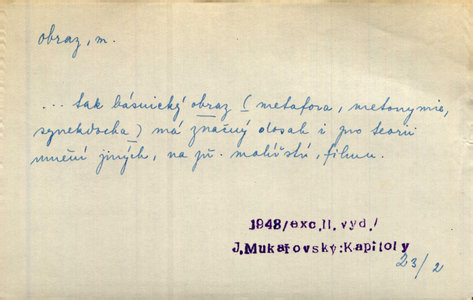 obraz, m.
... tak básnický obraz (metafora, metonymie,
synekdocha) má značný dosah i pro teorii
umění jiných, na př. malířství, filmu.
1948/exc.II.vyd./
J.Mukařovský:Kapitoly
23/2